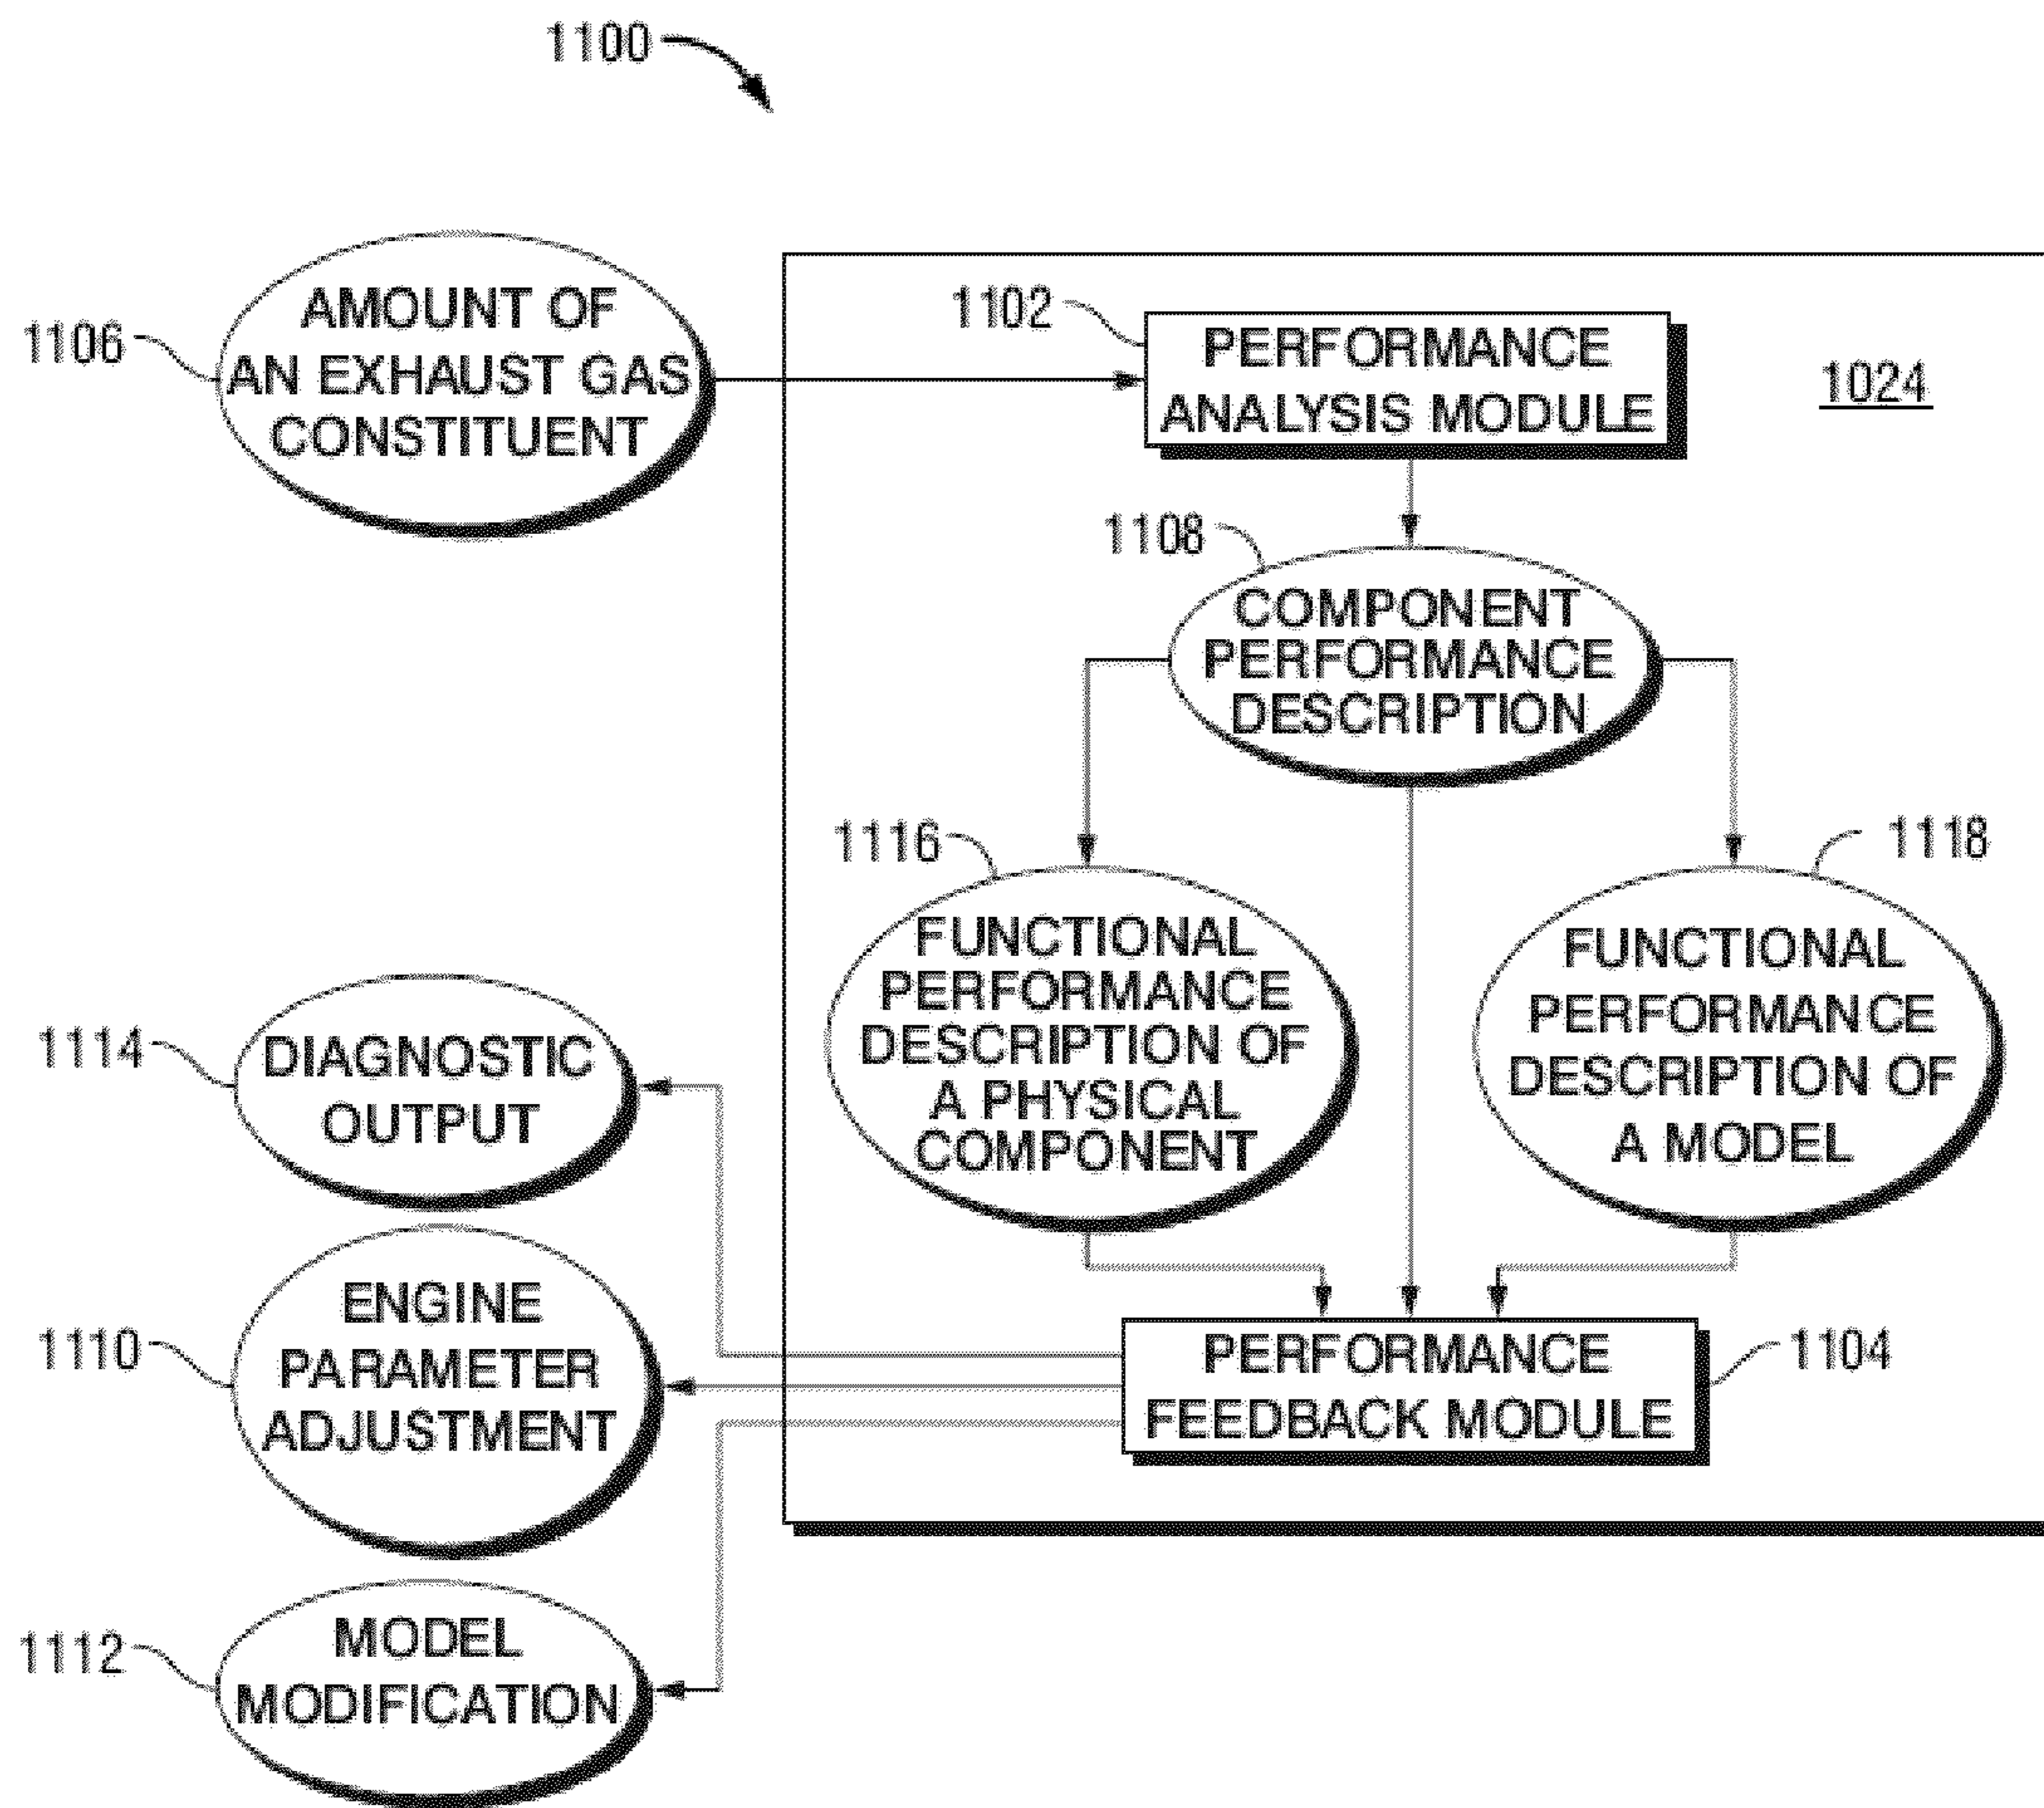 1100
1106
AMOUNT OF
AN EXHAUST GAS
CONSTITUENT
1102
PERFORMANCE
ANALYSIS MODULE
1024
1108
COMPONENT
PERFORMANCE
DESCRIPTION
1116
FUNCTIONAL
PERFORMANCE
DESCRIPTION OF
A PHYSICAL
COMPONENT
1118
FUNCTIONAL
PERFORMANCE
DESCRIPTION OF
A MODEL
1114
DIAGNOSTIC
OUTPUT
1110
ENGINE
PARAMETER
ADJUSTMENT
PERFORMANCE
FEEDBACK MODULE
1104
1112
MODEL
MODIFICATION